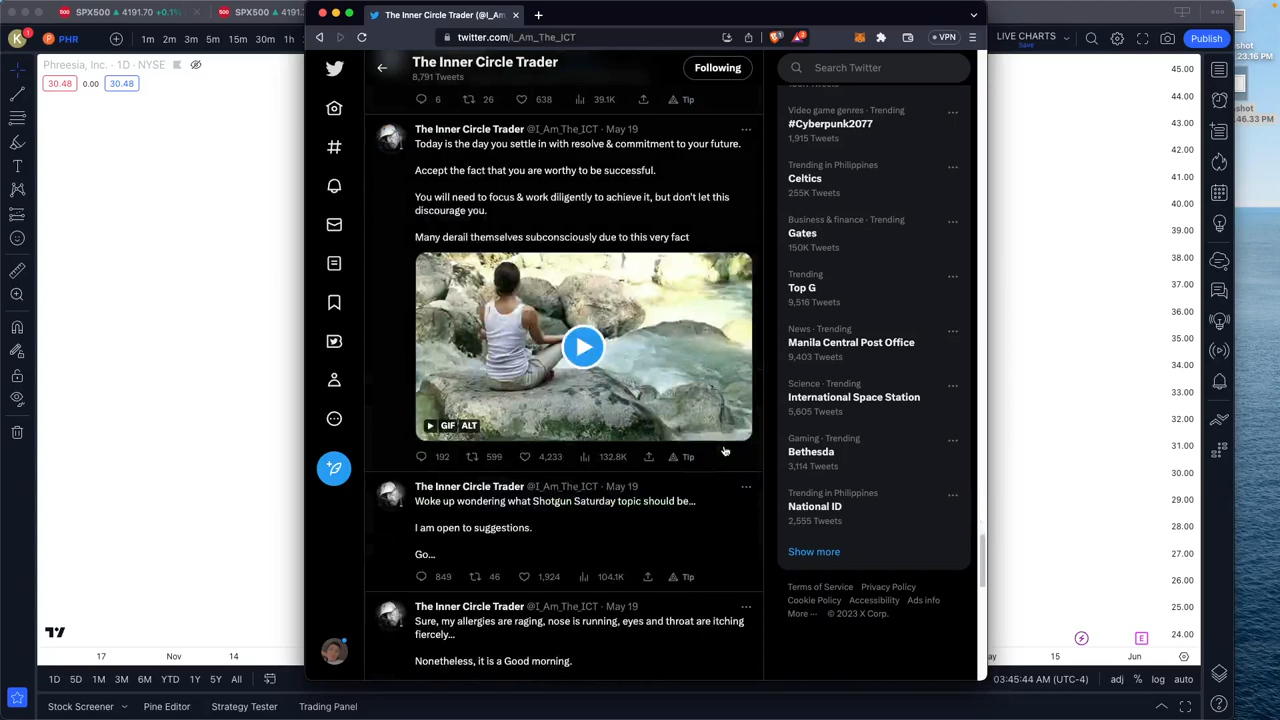 SPX500 4191.70 +0.1%
SPX500 4191.
The Inner Circle Trader (@I_Am_
twitter.com/I_Am_The_ICT
VPN
K
PHR
1m 2m 3m 5m 15m 30m 1h
LIVE CHARTS
Save
Publish
Phreesia, Inc. · 1D · NYSE
30.48 0.00 30.48
The Inner Circle Trader
8,791 Tweets
Following
Search Twitter
6 26 638 39.1K Tip
The Inner Circle Trader @I_Am_The_ICT · May 19
Today is the day you settle in with resolve & commitment to your future.
Accept the fact that you are worthy to be successful.
You will need to focus & work diligently to achieve it, but don't let this
discourage you.
Many derail themselves subconsciously due to this very fact
GIF ALT
192 599 4,233 132.8K Tip
The Inner Circle Trader @I_Am_The_ICT · May 19
Woke up wondering what Shotgun Saturday topic should be...
I am open to suggestions.
Go...
849 46 1,924 104.1K Tip
The Inner Circle Trader @I_Am_The_ICT · May 19
Sure, my allergies are raging, nose is running, eyes and throat are itching
fiercely...
Nonetheless, it is a Good morning.
Video game genres · Trending
#Cyberpunk2077
1,915 Tweets
Trending in Philippines
Celtics
255K Tweets
Business & finance · Trending
Gates
150K Tweets
Trending
Top G
9,516 Tweets
News · Trending
Manila Central Post Office
9,403 Tweets
Science · Trending
International Space Station
5,605 Tweets
Gaming · Trending
Bethesda
3,114 Tweets
Trending in Philippines
National ID
2,555 Tweets
Show more
Terms of Service Privacy Policy
Cookie Policy Accessibility Ads info
More ··· © 2023 X Corp.
45.00
44.00
43.00
42.00
41.00
40.00
39.00
38.00
37.00
36.00
35.00
34.00
33.00
32.00
31.00
30.00
29.00
28.00
27.00
26.00
25.00
24.00
E
17 Nov 14
ay 15 Jun
1D 5D 1M 3M 6M YTD 1Y 5Y All
03:45:44 AM (UTC-4) adj % log auto
Stock Screener Pine Editor Strategy Tester Trading Panel
shot
.23.16 PM
shot
.46.33 PM